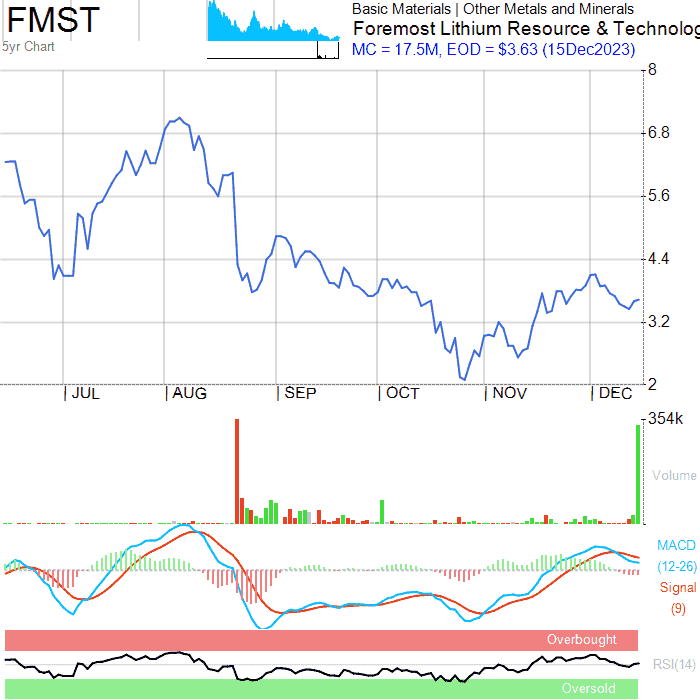 FMST
5yr Chart
Basic Materials | Other Metals and Minerals
Foremost Lithium Resource & Technolog
MC = 17.5M, EOD = $3.63 (15Dec2023)
8
6.8
5.6
4.4
3.2
2
JUL AUG SEP OCT NOV DEC
354k
Volume
MACD
(12-26)
Signal
(9)
Overbought
RSI(14)
Oversold